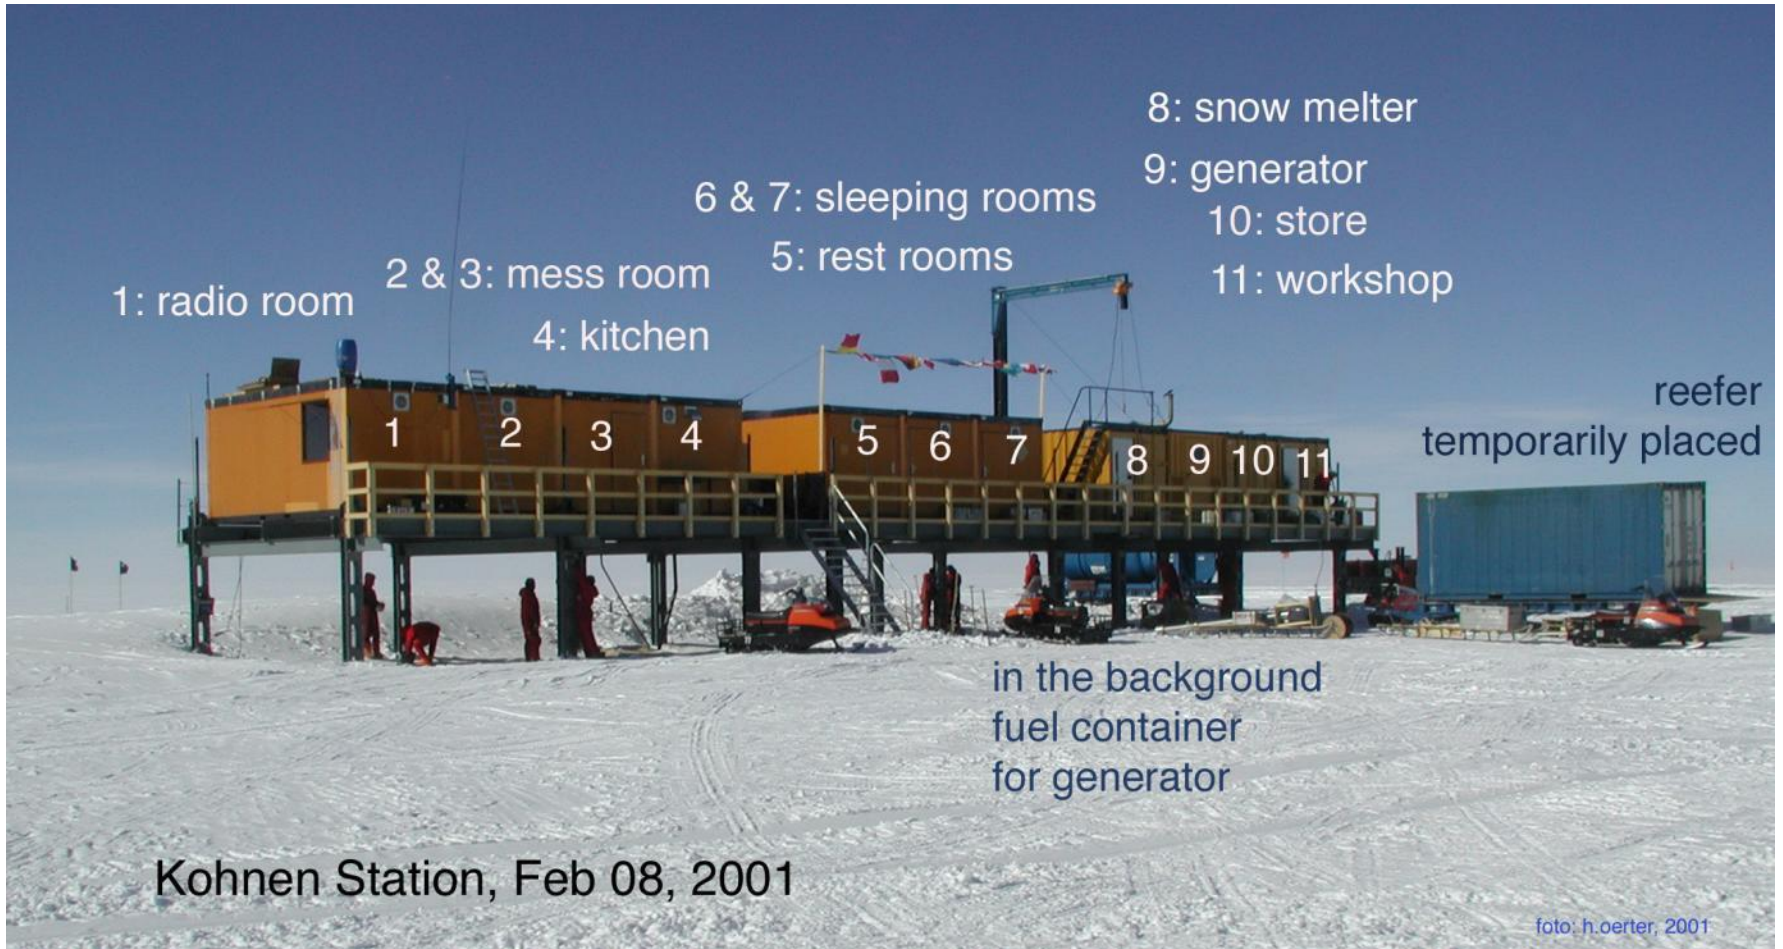 8: snow melter
9: generator
6 & 7: sleeping rooms
10: store
5: rest rooms
2 & 3: mess room
11: workshop
1: radio room
4: kitchen
reefer
temporarily placed
1 2 3 4 5 6 7 8 9 10 11
in the background
fuel container
for generator
Kohnen Station, Feb 08, 2001
foto: h.oerter, 2001